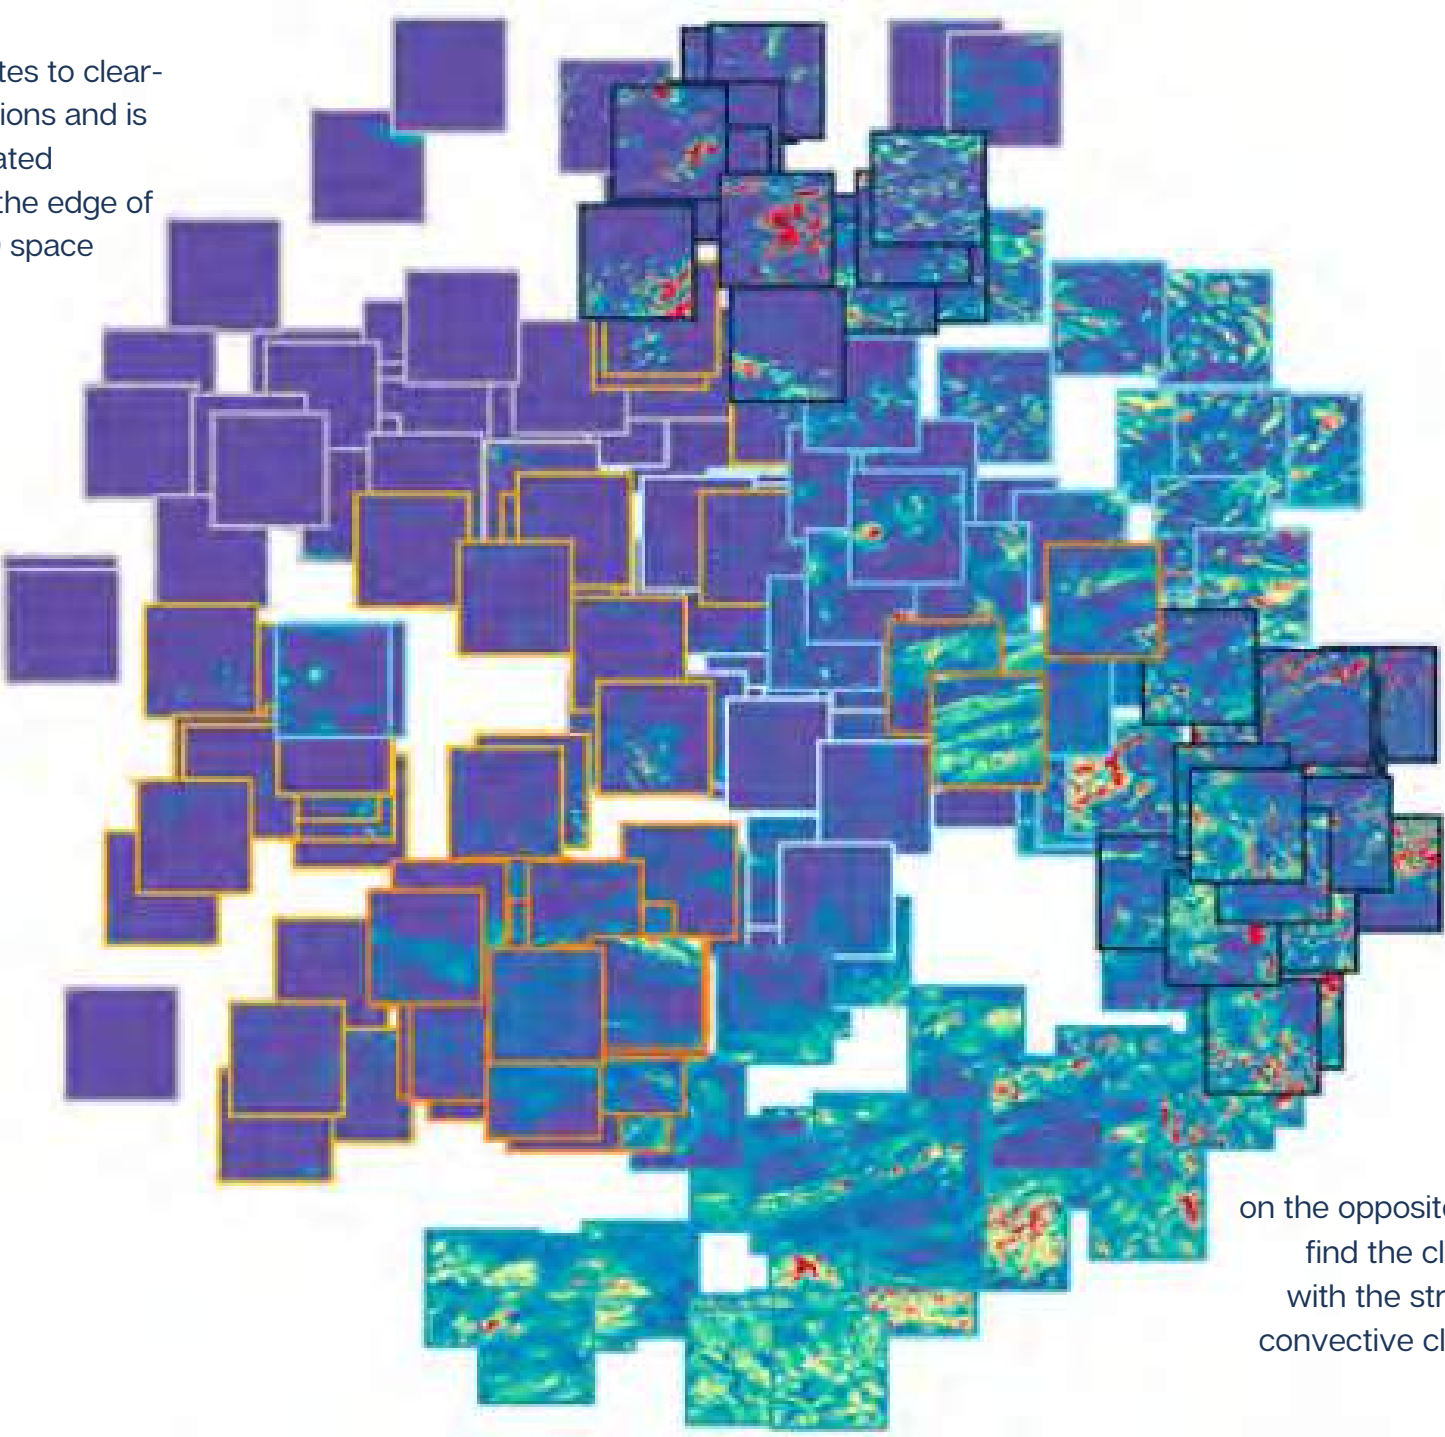 tes to clear-
ions and is
ated
the edge of
space
on the opposite
find the cl
with the str
convective cl